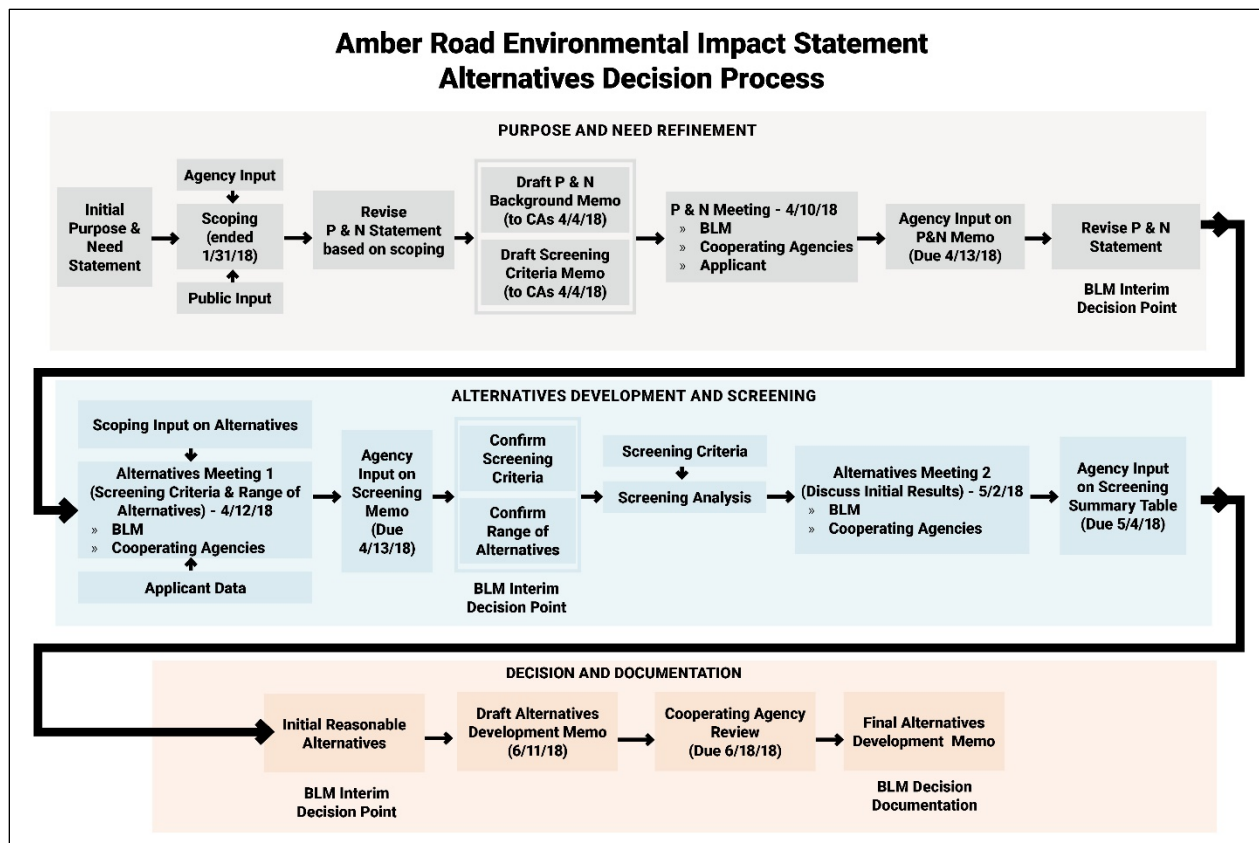 Amber Road Environmental Impact Statement
Alternatives Decision Process
PURPOSE AND NEED REFINEMENT
Initial
Purpose &
Need
Statement
Agency Input
Scoping
(ended
1/31/18)
Public Input
Revise
P & N Statement
based on scoping
Draft P & N
Background Memo
(to CAs 4/4/18)
Draft Screening
Criteria Memo
(to CAs 4/4/18)
P & N Meeting - 4/10/18
» BLM
» Cooperating Agencies
» Applicant
Agency Input on
P&N Memo
(Due 4/13/18)
Revise P & N
Statement
BLM Interim
Decision Point
ALTERNATIVES DEVELOPMENT AND SCREENING
Scoping Input on Alternatives
Alternatives Meeting 1
(Screening Criteria & Range of
Alternatives) - 4/12/18
» BLM
» Cooperating Agencies
Applicant Data
Agency
Input on
Screening
Memo
(Due
4/13/18)
Confirm
Screening
Criteria
Confirm
Range of
Alternatives
BLM Interim
Decision Point
Screening Criteria
Screening Analysis
Alternatives Meeting 2
(Discuss Initial Results) - 5/2/18
» BLM
» Cooperating Agencies
Agency Input
on Screening
Summary Table
(Due 5/4/18)
DECISION AND DOCUMENTATION
Initial Reasonable
Alternatives
BLM Interim
Decision Point
Draft Alternatives
Development Memo
(6/11/18)
Cooperating Agency
Review
(Due 6/18/18)
Final Alternatives
Development Memo
BLM Decision
Documentation